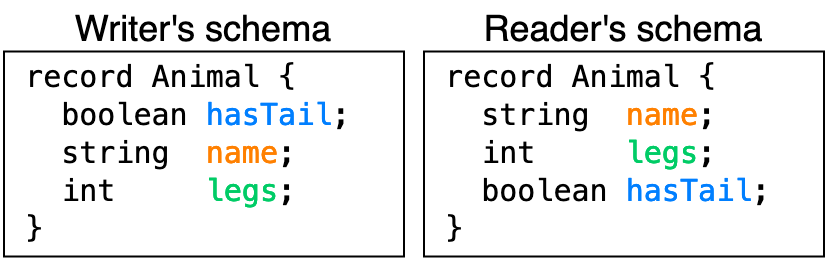 Writer's schema
record Animal {
boolean hasTail;
string name;
int legs;
}
Reader's schema
record Animal {
string name;
int legs;
boolean hasTail;
}